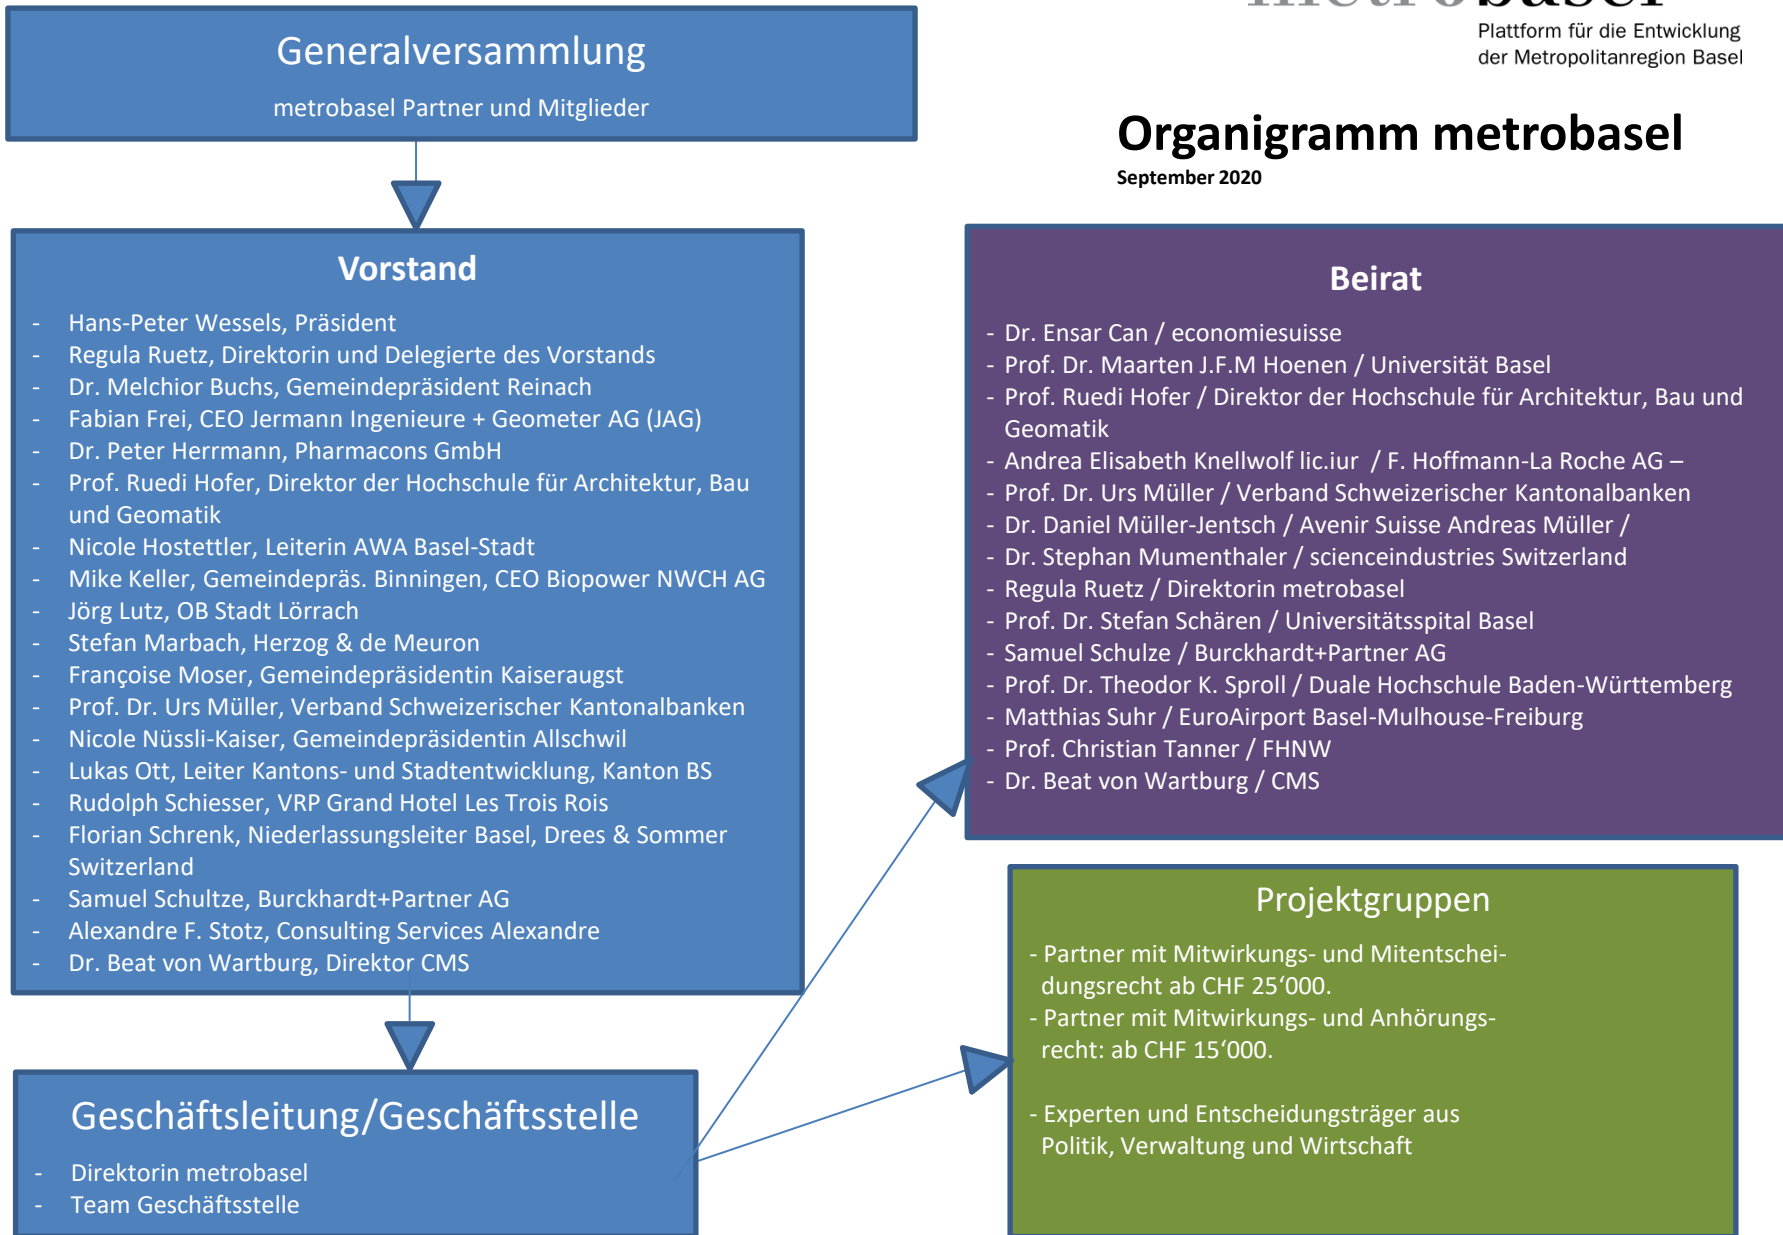 metrobasel
Plattform für die Entwicklung
der Metropolitanregion Basel
Organigramm metrobasel
September 2020
Generalversammlung
metrobasel Partner und Mitglieder
Vorstand
- Hans-Peter Wessels, Präsident
- Regula Ruetz, Direktorin und Delegierte des Vorstands
- Dr. Melchior Buchs, Gemeindepräsident Reinach
- Fabian Frei, CEO Jermann Ingenieure + Geometer AG (JAG)
- Dr. Peter Herrmann, Pharmacons GmbH
- Prof. Ruedi Hofer, Direktor der Hochschule für Architektur, Bau
und Geomatik
- Nicole Hostettler, Leiterin AWA Basel-Stadt
- Mike Keller, Gemeindepräs. Binningen, CEO Biopower NWCH AG
- Jörg Lutz, OB Stadt Lörrach
- Stefan Marbach, Herzog & de Meuron
- Françoise Moser, Gemeindepräsidentin Kaiseraugst
- Prof. Dr. Urs Müller, Verband Schweizerischer Kantonalbanken
- Nicole Nüssli-Kaiser, Gemeindepräsidentin Allschwil
- Lukas Ott, Leiter Kantons- und Stadtentwicklung, Kanton BS
- Rudolph Schiesser, VRP Grand Hotel Les Trois Rois
- Florian Schrenk, Niederlassungsleiter Basel, Drees & Sommer
Switzerland
- Samuel Schultze, Burckhardt+Partner AG
- Alexandre F. Stotz, Consulting Services Alexandre
- Dr. Beat von Wartburg, Direktor CMS
Geschäftsleitung/Geschäftsstelle
- Direktorin metrobasel
- Team Geschäftsstelle
Beirat
- Dr. Ensar Can / economiesuisse
- Prof. Dr. Maarten J.F.M Hoenen / Universität Basel
- Prof. Ruedi Hofer / Direktor der Hochschule für Architektur, Bau und
Geomatik
- Andrea Elisabeth Knellwolf lic.iur / F. Hoffmann-La Roche AG –
- Prof. Dr. Urs Müller / Verband Schweizerischer Kantonalbanken
- Dr. Daniel Müller-Jentsch / Avenir Suisse Andreas Müller /
- Dr. Stephan Mumenthaler / scienceindustries Switzerland
- Regula Ruetz / Direktorin metrobasel
- Prof. Dr. Stefan Schären / Universitätsspital Basel
- Samuel Schulze / Burckhardt+Partner AG
- Prof. Dr. Theodor K. Sproll / Duale Hochschule Baden-Württemberg
- Matthias Suhr / EuroAirport Basel-Mulhouse-Freiburg
- Prof. Christian Tanner / FHNW
- Dr. Beat von Wartburg / CMS
Projektgruppen
- Partner mit Mitwirkungs- und Mitentschei-
dungsrecht ab CHF 25‘000.
- Partner mit Mitwirkungs- und Anhörungs-
recht: ab CHF 15‘000.
- Experten und Entscheidungsträger aus
Politik, Verwaltung und Wirtschaft